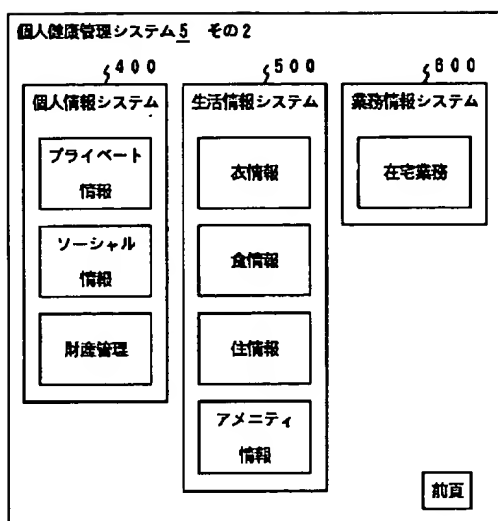 個人健康管理システム5 その2
400
個人情報システム
プライベート
情報
ソーシャル
情報
財産管理
500
生活情報システム
衣情報
食情報
住情報
アメニティ
情報
600
業務情報システム
在宅業務
前頁